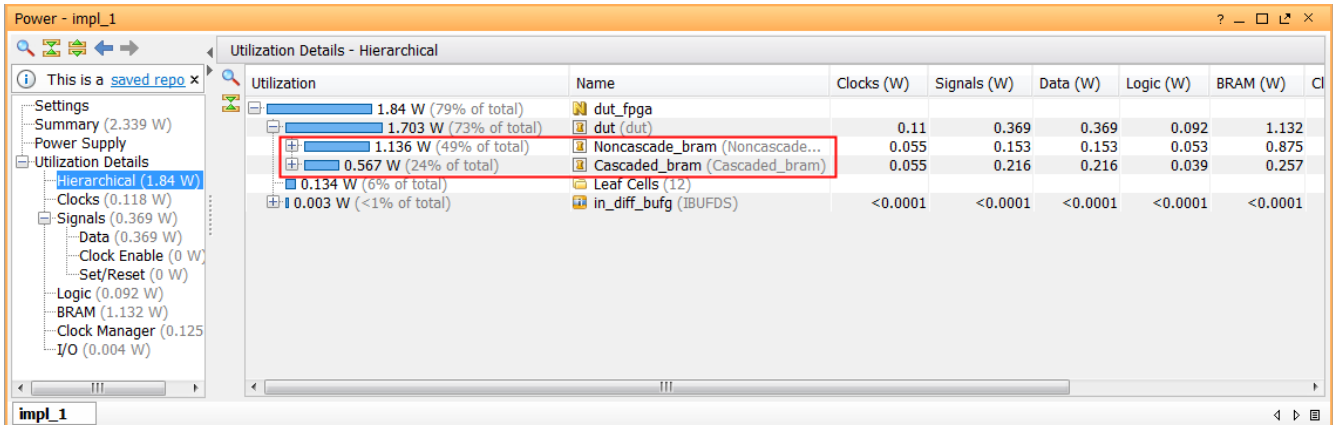 Power - impl_1
? _ □ ×
This is a saved repo ×
Settings
Summary (2.339 W)
Power Supply
Utilization Details
Hierarchical (1.84 W)
Clocks (0.118 W)
Signals (0.369 W)
Data (0.369 W)
Clock Enable (0 W)
Set/Reset (0 W)
Logic (0.092 W)
BRAM (1.132 W)
Clock Manager (0.125
I/O (0.004 W)
Utilization Details - Hierarchical
Utilization Name Clocks (W) Signals (W) Data (W) Logic (W) BRAM (W) Cl
1.84 W (79% of total) dut_fpga
1.703 W (73% of total) dut (dut) 0.11 0.369 0.369 0.092 1.132
1.136 W (49% of total) Noncascade_bram (Noncascade... 0.055 0.153 0.153 0.053 0.875
0.567 W (24% of total) Cascaded_bram (Cascaded_bram) 0.055 0.216 0.216 0.039 0.257
0.134 W (6% of total) Leaf Cells (12)
0.003 W (<1% of total) in_diff_bufg (IBUFDS) <0.0001 <0.0001 <0.0001 <0.0001 <0.0001
impl_1